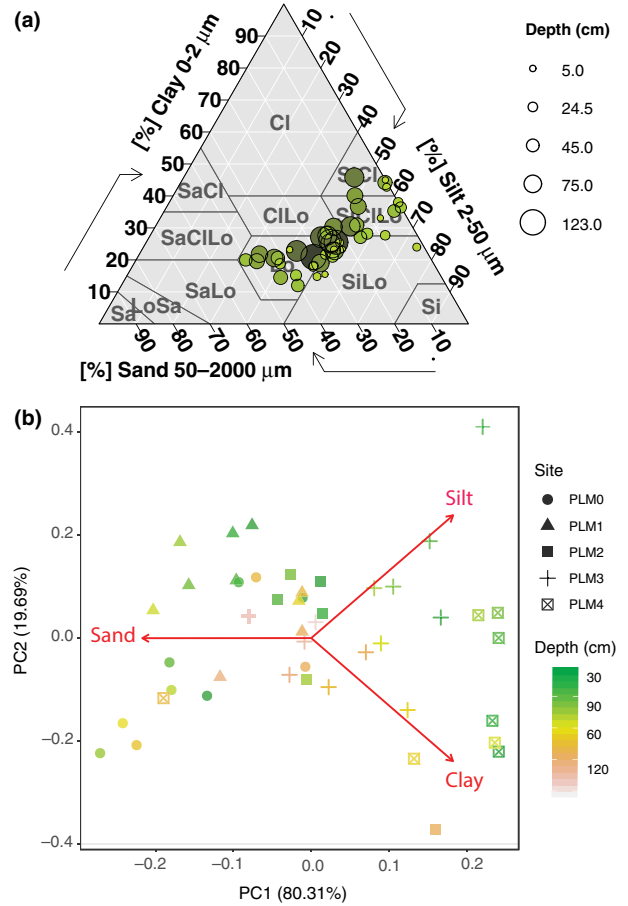 (a)
[%] Clay 0-2 µm
90
80
70
60
50
40
30
20
10
10
20
30
40
50
60
70
80
90
[%] Silt 2-50 µm
Cl
SaCl
ClLo
SiClLo
SaClLo
Lo
SaLo
SiLo
LoSa
Sa
Si
90
80
70
60
50
40
30
20
10
[%] Sand 50–2000 µm
Depth (cm)
5.0
24.5
45.0
75.0
123.0
(b)
0.4
0.2
0.0
–0.2
–0.4
PC2 (19.69%)
Silt
Sand
Clay
–0.2
–0.1
0.0
0.1
0.2
PC1 (80.31%)
Site
PLM0
PLM1
PLM2
PLM3
PLM4
Depth (cm)
30
90
60
120